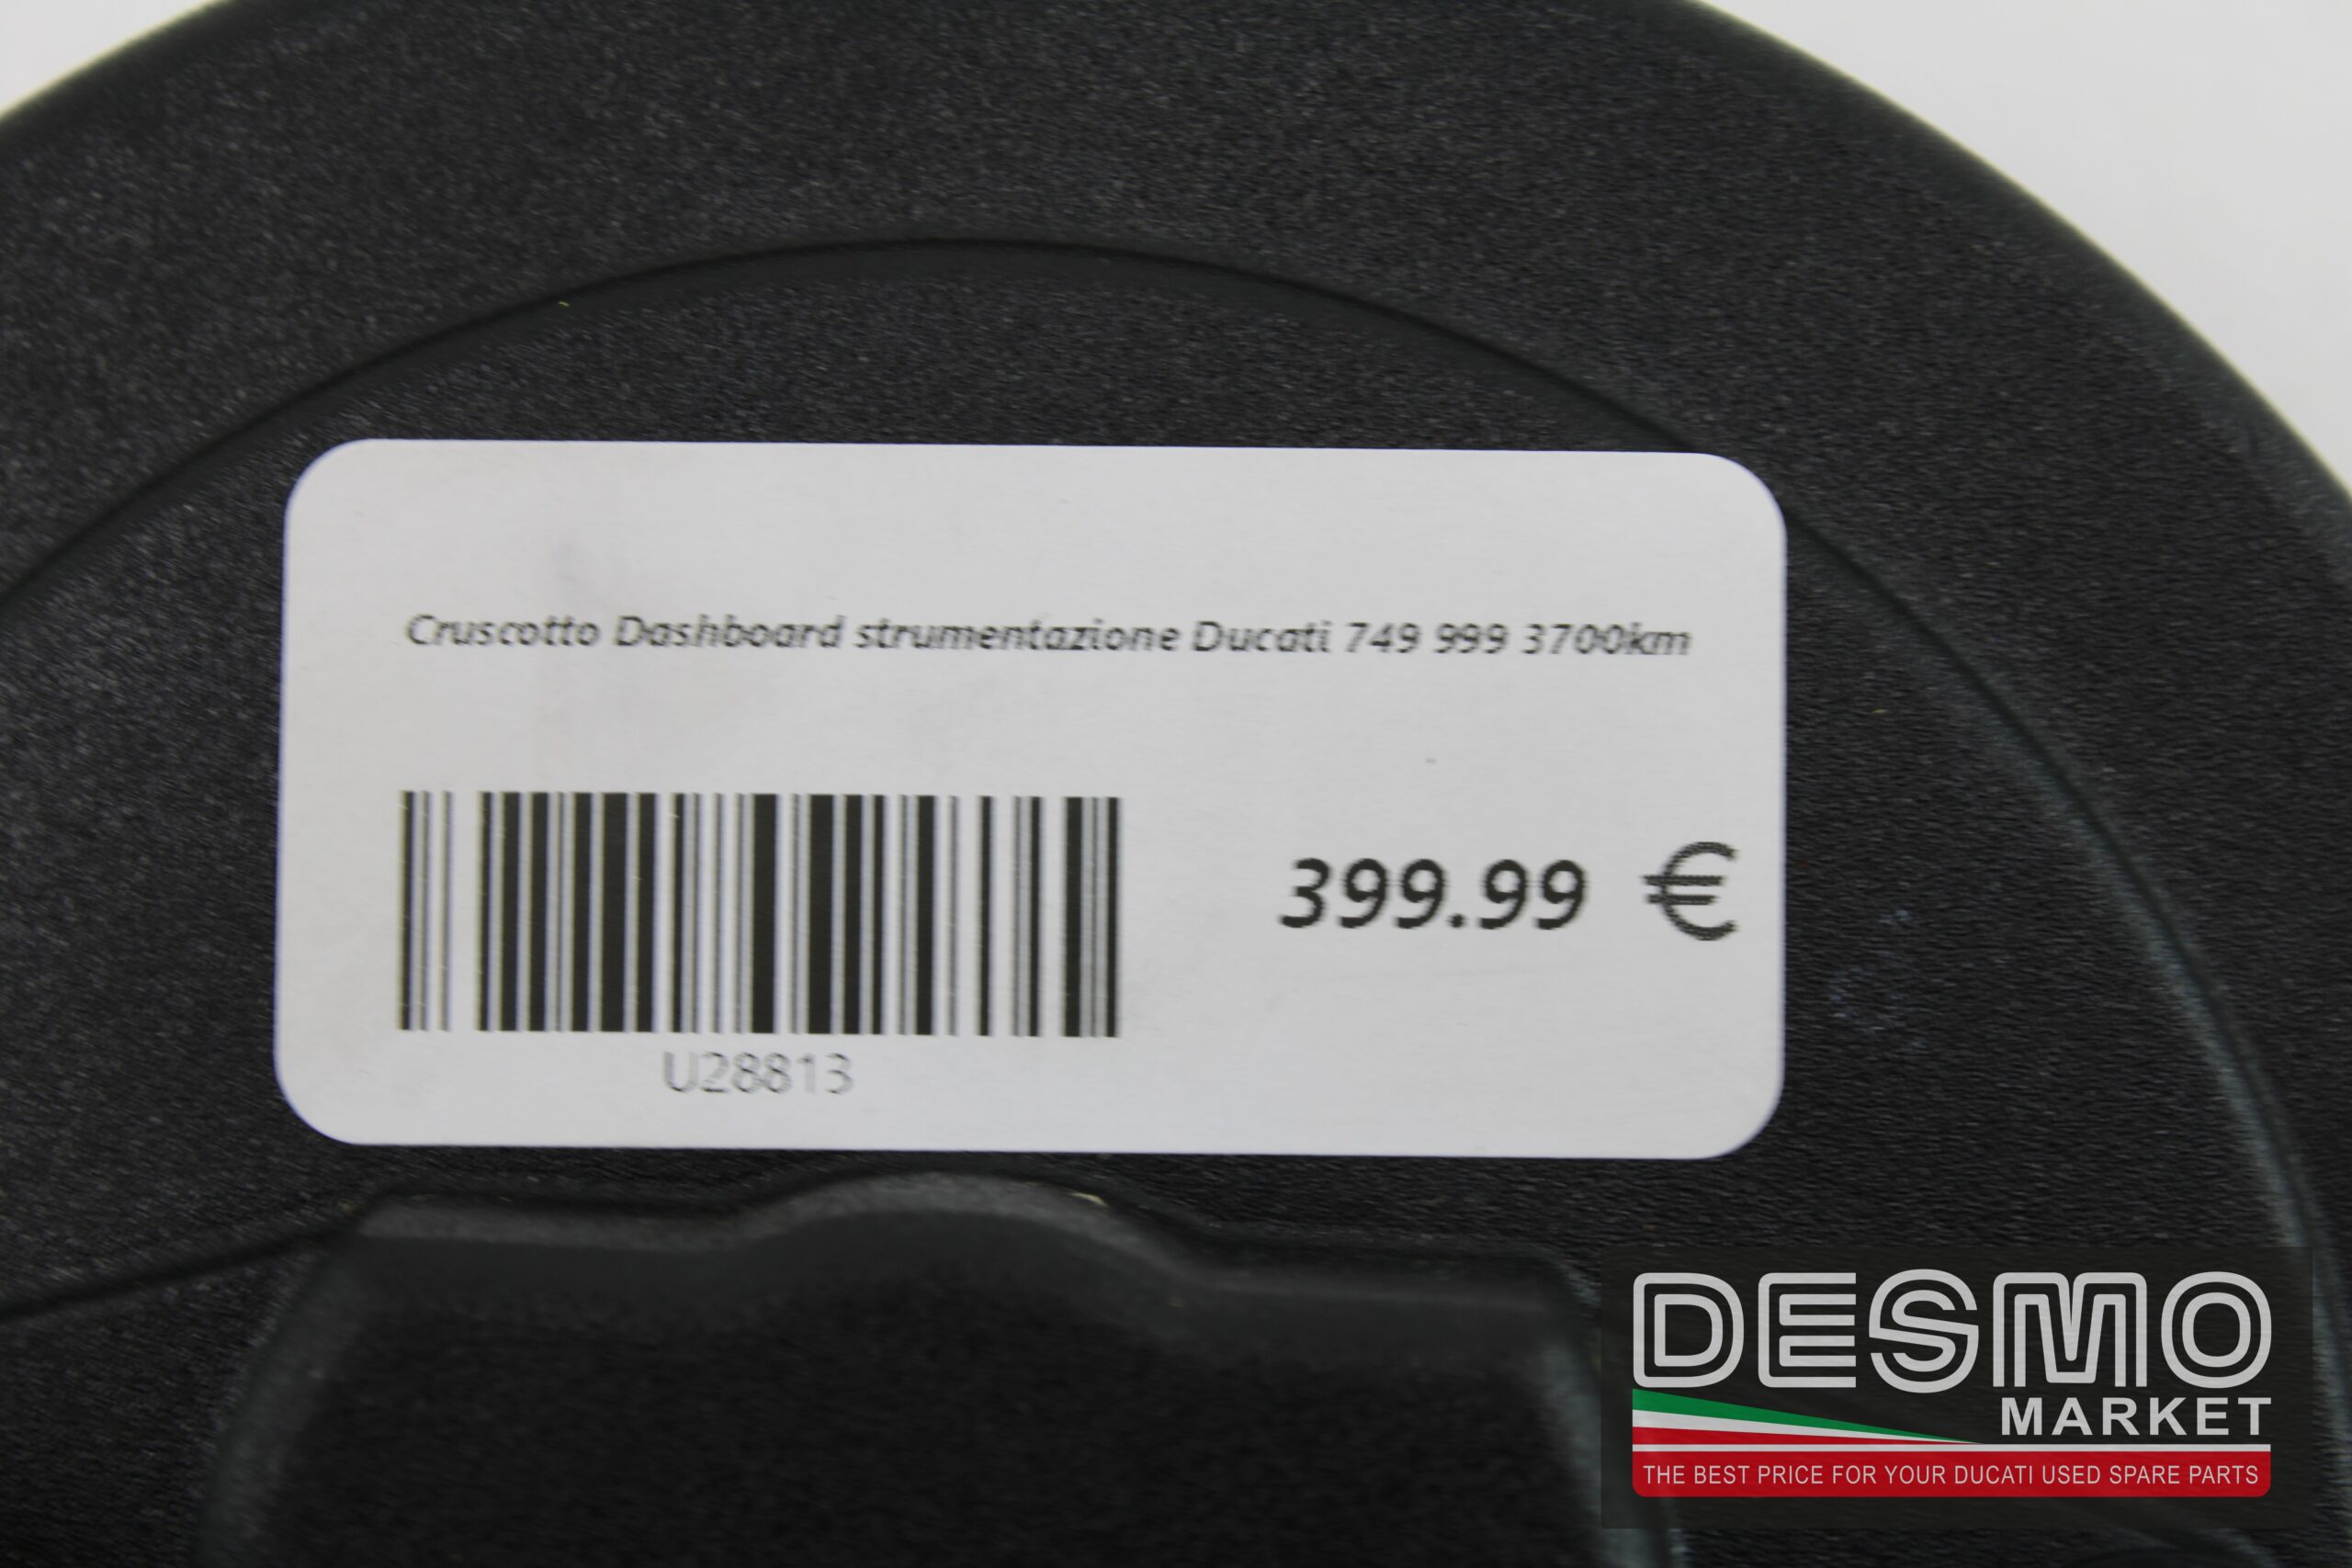 Cruscotto Dashboard strumentazione Ducati 749 999 3700km
399.99 €
U28813
DESMO
MARKET
THE BEST PRICE FOR YOUR DUCATI USED SPARE PARTS